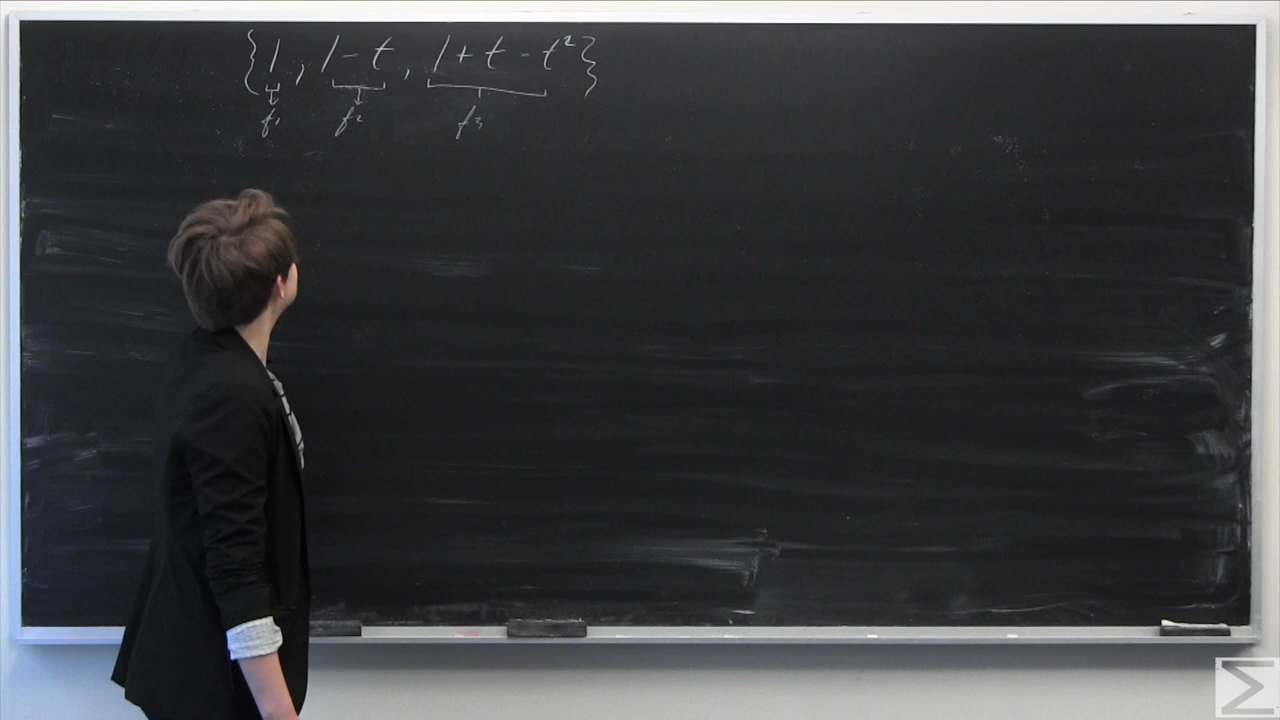 {1, 1-t, 1+t-t²}
f₁ f₂ f₃
Σ